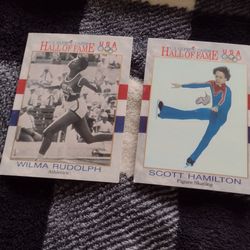 HALL OF FAME USA
WILMA RUDOLPH
Athletics
HALL OF FAME USA
SCOTT HAMILTON
Figure Skating